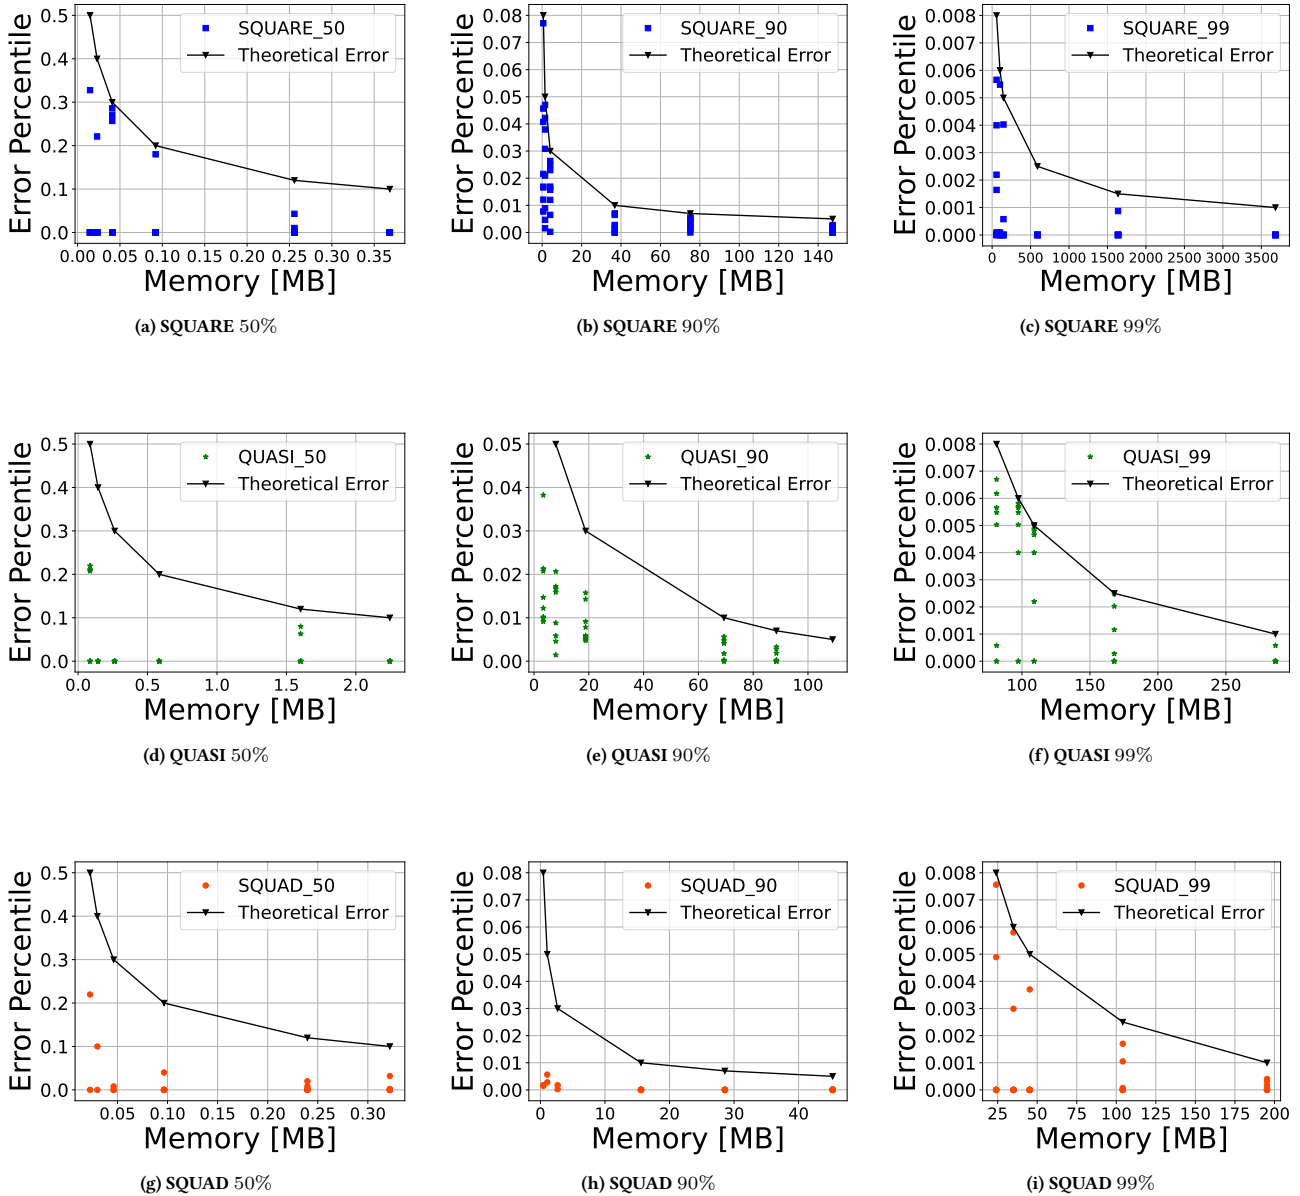 Error Percentile
0.5
0.4
0.3
0.2
0.1
0.0
SQUARE_50
Theoretical Error
0.00 0.05 0.10 0.15 0.20 0.25 0.30 0.35
Memory [MB]
(a) SQUARE 50%
Error Percentile
0.08
0.07
0.06
0.05
0.04
0.03
0.02
0.01
0.00
SQUARE_90
Theoretical Error
0 20 40 60 80 100 120 140
Memory [MB]
(b) SQUARE 90%
Error Percentile
0.008
0.007
0.006
0.005
0.004
0.003
0.002
0.001
0.000
SQUARE_99
Theoretical Error
0 500 1000 1500 2000 2500 3000 3500
Memory [MB]
(c) SQUARE 99%
Error Percentile
0.5
0.4
0.3
0.2
0.1
0.0
QUASI_50
Theoretical Error
0.0 0.5 1.0 1.5 2.0
Memory [MB]
(d) QUASI 50%
Error Percentile
0.05
0.04
0.03
0.02
0.01
0.00
QUASI_90
Theoretical Error
0 20 40 60 80 100
Memory [MB]
(e) QUASI 90%
Error Percentile
0.008
0.007
0.006
0.005
0.004
0.003
0.002
0.001
0.000
QUASI_99
Theoretical Error
100 150 200 250
Memory [MB]
(f) QUASI 99%
Error Percentile
0.5
0.4
0.3
0.2
0.1
0.0
SQUAD_50
Theoretical Error
0.05 0.10 0.15 0.20 0.25 0.30
Memory [MB]
(g) SQUAD 50%
Error Percentile
0.08
0.07
0.06
0.05
0.04
0.03
0.02
0.01
0.00
SQUAD_90
Theoretical Error
0 10 20 30 40
Memory [MB]
(h) SQUAD 90%
Error Percentile
0.008
0.007
0.006
0.005
0.004
0.003
0.002
0.001
0.000
SQUAD_99
Theoretical Error
25 50 75 100 125 150 175 200
Memory [MB]
(i) SQUAD 99%